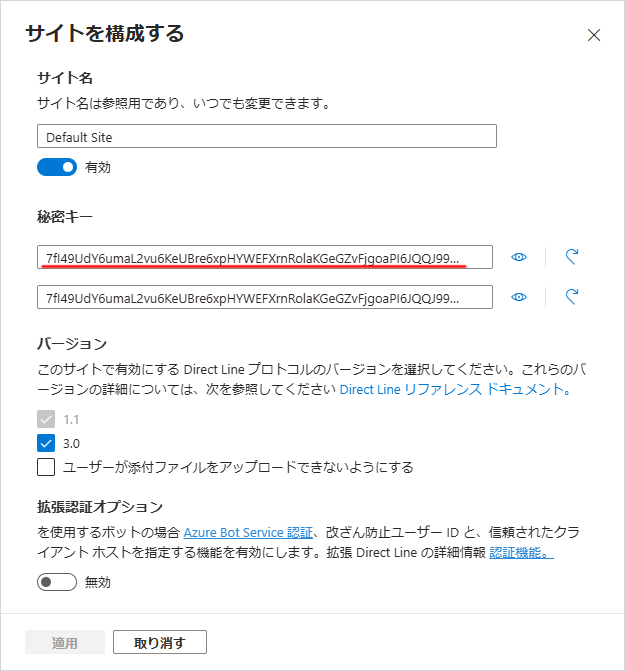 サイトを構成する
サイト名
サイト名は参照用であり、いつでも変更できます。
Default Site
有効
秘密キー
7fI49UdY6umaL2vu6KeUBre6xpHYWEFXrnRolaKGeGZvFjgoaPI6JQQJ99...
7fI49UdY6umaL2vu6KeUBre6xpHYWEFXrnRolaKGeGZvFjgoaPI6JQQJ99...
バージョン
このサイトで有効にする Direct Line プロトコルのバージョンを選択してください。これらのバ
ージョンの詳細については、次を参照してください Direct Line リファレンス ドキュメント。
1.1
3.0
ユーザーが添付ファイルをアップロードできないようにする
拡張認証オプション
を使用するボットの場合 Azure Bot Service 認証、改ざん防止ユーザー ID と、信頼されたクラ
イアント ホストを指定する機能を有効にします。拡張 Direct Line の詳細情報 認証機能。
無効
適用
取り消す